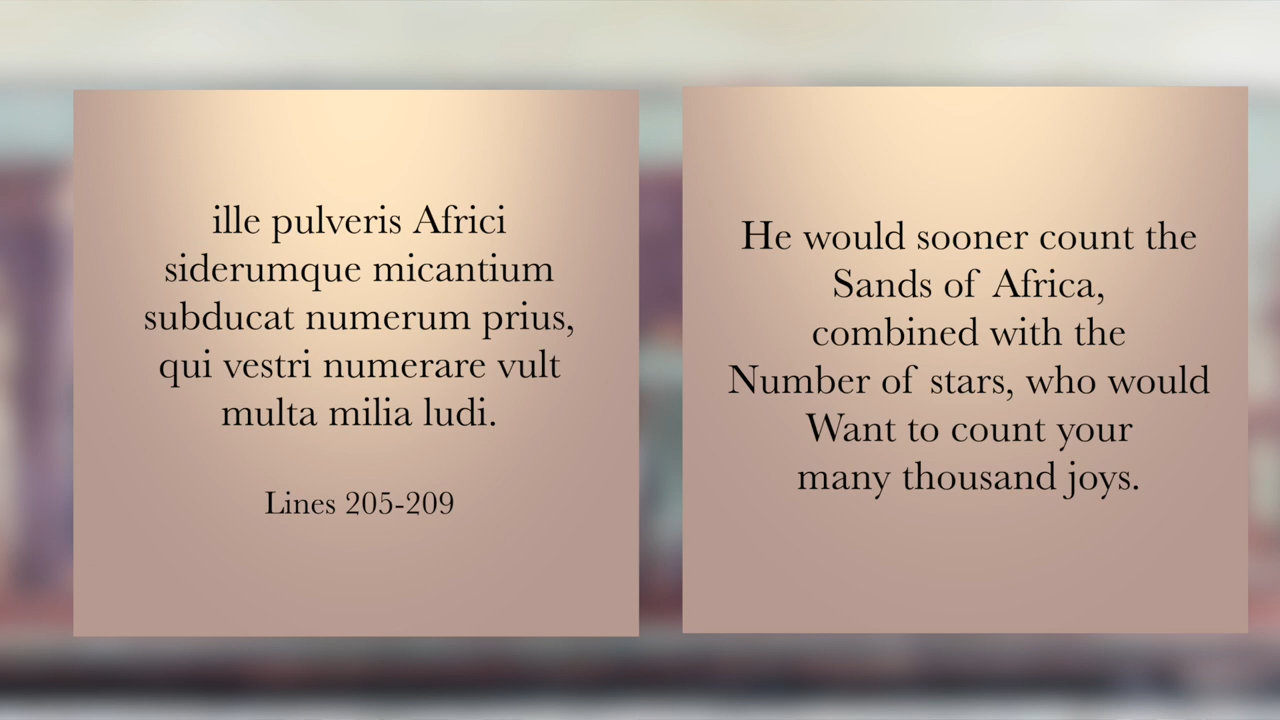 ille pulveris Africi
siderumque micantium
subducat numerum prius,
qui vestri numerare vult
multa milia ludi.
Lines 205-209
He would sooner count the
Sands of Africa,
combined with the
Number of stars, who would
Want to count your
many thousand joys.